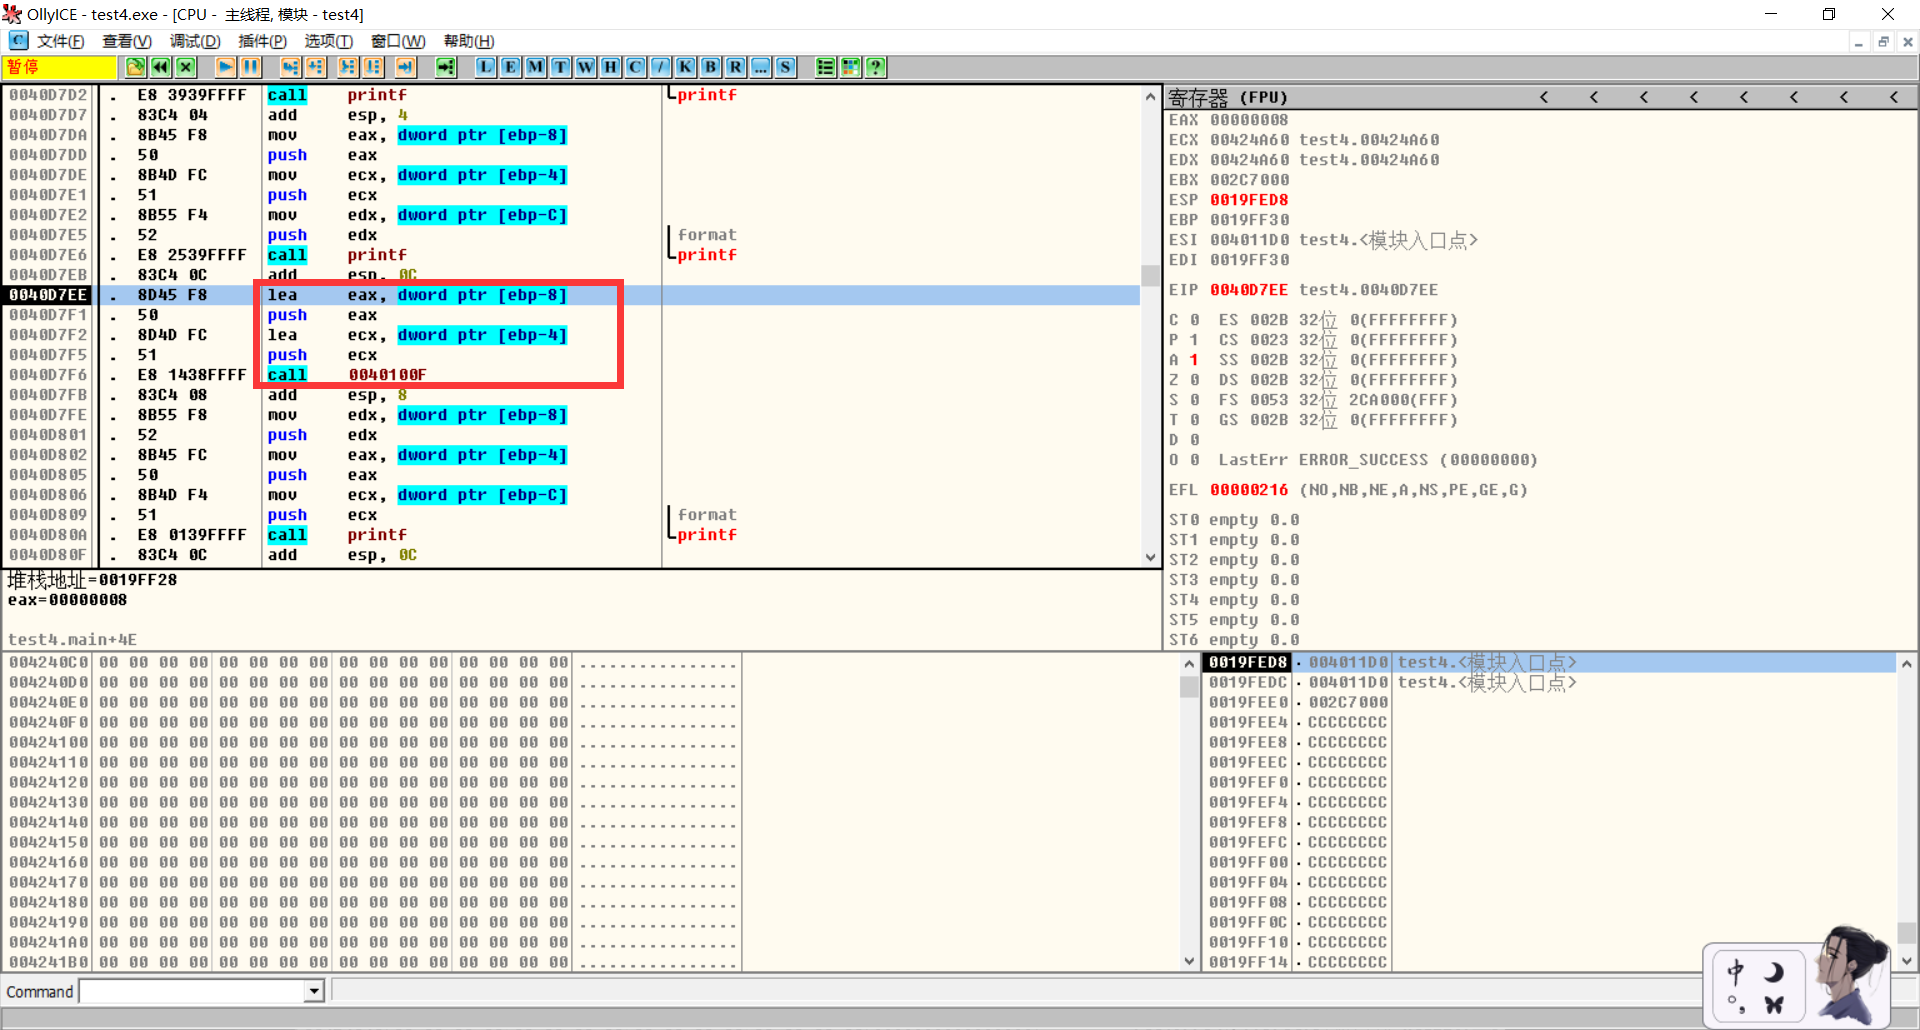 OllyICE - test4.exe - [CPU - 主线程, 模块 - test4]
文件(F) 查看(V) 调试(D) 插件(P) 选项(T) 窗口(W) 帮助(H)
暂停 L E M T W H C / K B R ... S ?
0040D7D2 . E8 3939FFFF call printf printf
0040D7D7 . 83C4 04 add esp, 4
0040D7DA . 8B45 F8 mov eax, dword ptr [ebp-8]
0040D7DD . 50 push eax
0040D7DE . 8B4D FC mov ecx, dword ptr [ebp-4]
0040D7E1 . 51 push ecx
0040D7E2 . 8B55 F4 mov edx, dword ptr [ebp-C]
0040D7E5 . 52 push edx format
0040D7E6 . E8 2539FFFF call printf printf
0040D7EB . 83C4 0C add esp, 0C
0040D7EE . 8D45 F8 lea eax, dword ptr [ebp-8]
0040D7F1 . 50 push eax
0040D7F2 . 8D4D FC lea ecx, dword ptr [ebp-4]
0040D7F5 . 51 push ecx
0040D7F6 . E8 1438FFFF call 0040100F
0040D7FB . 83C4 08 add esp, 8
0040D7FE . 8B55 F8 mov edx, dword ptr [ebp-8]
0040D801 . 52 push edx
0040D802 . 8B45 FC mov eax, dword ptr [ebp-4]
0040D805 . 50 push eax
0040D806 . 8B4D F4 mov ecx, dword ptr [ebp-C]
0040D809 . 51 push ecx format
0040D80A . E8 0139FFFF call printf printf
0040D80F . 83C4 0C add esp, 0C
堆栈地址=0019FF28
eax=00000008
test4.main+4E
寄存器 (FPU) < < < < < < < <
EAX 00000008
ECX 00424A60 test4.00424A60
EDX 00424A60 test4.00424A60
EBX 002C7000
ESP 0019FED8
EBP 0019FF30
ESI 004011D0 test4.<模块入口点>
EDI 0019FF30
EIP 0040D7EE test4.0040D7EE
C 0 ES 002B 32位 0(FFFFFFFF)
P 1 CS 0023 32位 0(FFFFFFFF)
A 1 SS 002B 32位 0(FFFFFFFF)
Z 0 DS 002B 32位 0(FFFFFFFF)
S 0 FS 0053 32位 2CA000(FFF)
T 0 GS 002B 32位 0(FFFFFFFF)
D 0
O 0 LastErr ERROR_SUCCESS (00000000)
EFL 00000216 (NO,NB,NE,A,NS,PE,GE,G)
ST0 empty 0.0
ST1 empty 0.0
ST2 empty 0.0
ST3 empty 0.0
ST4 empty 0.0
ST5 empty 0.0
ST6 empty 0.0
004240C0 00 00 00 00 00 00 00 00 00 00 00 00 00 00 00 00 ................
004240D0 00 00 00 00 00 00 00 00 00 00 00 00 00 00 00 00 ................
004240E0 00 00 00 00 00 00 00 00 00 00 00 00 00 00 00 00 ................
004240F0 00 00 00 00 00 00 00 00 00 00 00 00 00 00 00 00 ................
00424100 00 00 00 00 00 00 00 00 00 00 00 00 00 00 00 00 ................
00424110 00 00 00 00 00 00 00 00 00 00 00 00 00 00 00 00 ................
00424120 00 00 00 00 00 00 00 00 00 00 00 00 00 00 00 00 ................
00424130 00 00 00 00 00 00 00 00 00 00 00 00 00 00 00 00 ................
00424140 00 00 00 00 00 00 00 00 00 00 00 00 00 00 00 00 ................
00424150 00 00 00 00 00 00 00 00 00 00 00 00 00 00 00 00 ................
00424160 00 00 00 00 00 00 00 00 00 00 00 00 00 00 00 00 ................
00424170 00 00 00 00 00 00 00 00 00 00 00 00 00 00 00 00 ................
00424180 00 00 00 00 00 00 00 00 00 00 00 00 00 00 00 00 ................
00424190 00 00 00 00 00 00 00 00 00 00 00 00 00 00 00 00 ................
004241A0 00 00 00 00 00 00 00 00 00 00 00 00 00 00 00 00 ................
004241B0 00 00 00 00 00 00 00 00 00 00 00 00 00 00 00 00 ................
0019FED8 · 004011D0 test4.<模块入口点>
0019FEDC · 004011D0 test4.<模块入口点>
0019FEE0 · 002C7000
0019FEE4 · CCCCCCCC
0019FEE8 · CCCCCCCC
0019FEEC · CCCCCCCC
0019FEF0 · CCCCCCCC
0019FEF4 · CCCCCCCC
0019FEF8 · CCCCCCCC
0019FEFC · CCCCCCCC
0019FF00 · CCCCCCCC
0019FF04 · CCCCCCCC
0019FF08 · CCCCCCCC
0019FF0C · CCCCCCCC
0019FF10 · CCCCCCCC
0019FF14 · CCCCCCCC
Command
中
°,